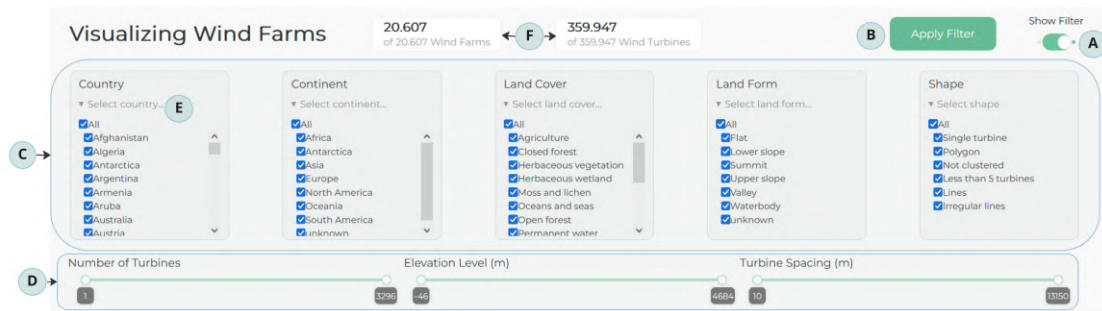 Visualizing Wind Farms
20.607
of 20.607 Wind Farms
F
359.947
of 359.947 Wind Turbines
B
Apply Filter
Show Filter
A
C
Country
▾ Select country...
E
All
Afghanistan
Algeria
Antarctica
Argentina
Armenia
Aruba
Australia
Austria
Continent
▾ Select continent...
All
Africa
Antarctica
Asia
Europe
North America
Oceania
South America
unknown
Land Cover
▾ Select land cover...
All
Agriculture
Closed forest
Herbaceous vegetation
Herbaceous wetland
Moss and lichen
Oceans and seas
Open forest
Permanent water
Land Form
▾ Select land form...
All
Flat
Lower slope
Summit
Upper slope
Valley
Waterbody
unknown
Shape
▾ Select shape
All
Single turbine
Polygon
Not clustered
Less than 5 turbines
Lines
Irregular lines
D
Number of Turbines
1
3296
Elevation Level (m)
-46
4684
Turbine Spacing (m)
10
13150